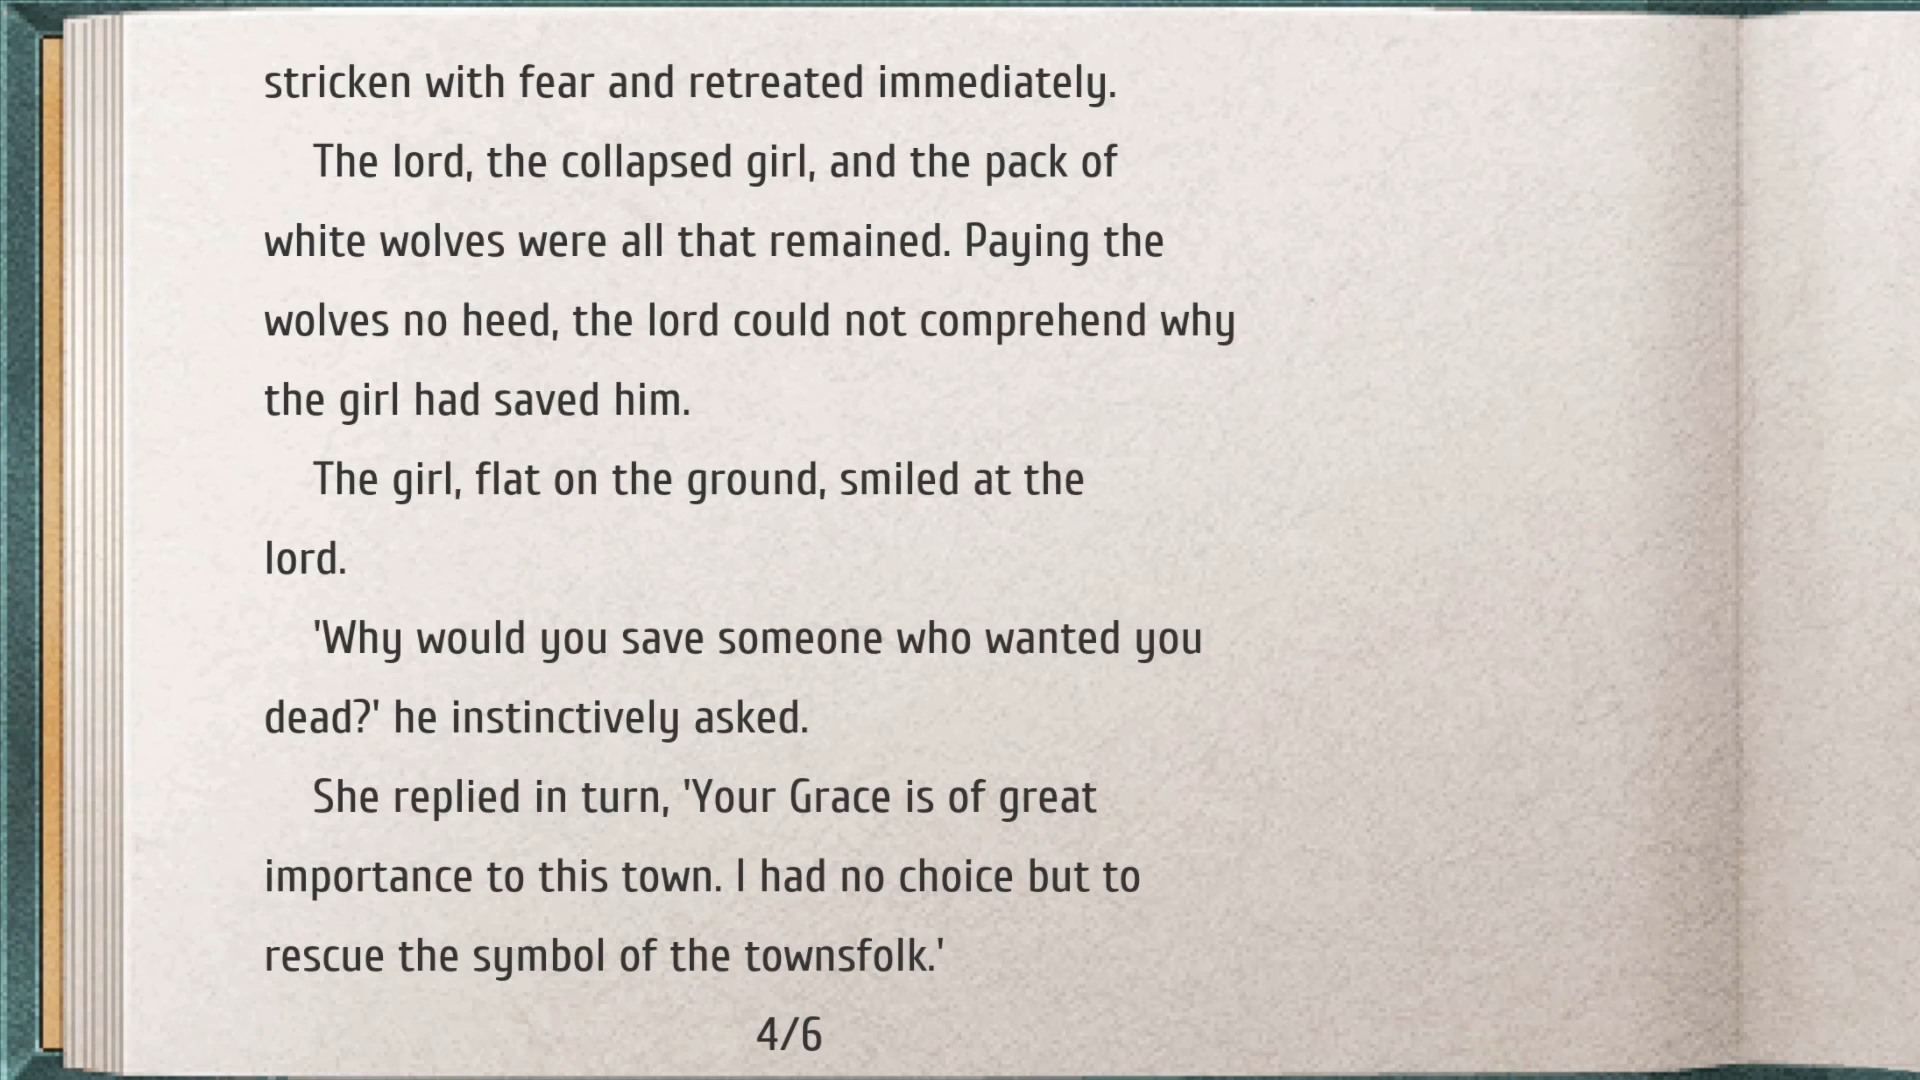 stricken with fear and retreated immediately.
The lord, the collapsed girl, and the pack of
white wolves were all that remained. Paying the
wolves no heed, the lord could not comprehend why
the girl had saved him.
The girl, flat on the ground, smiled at the
lord.
'Why would you save someone who wanted you
dead?' he instinctively asked.
She replied in turn, 'Your Grace is of great
importance to this town. I had no choice but to
rescue the symbol of the townsfolk.'
4/6